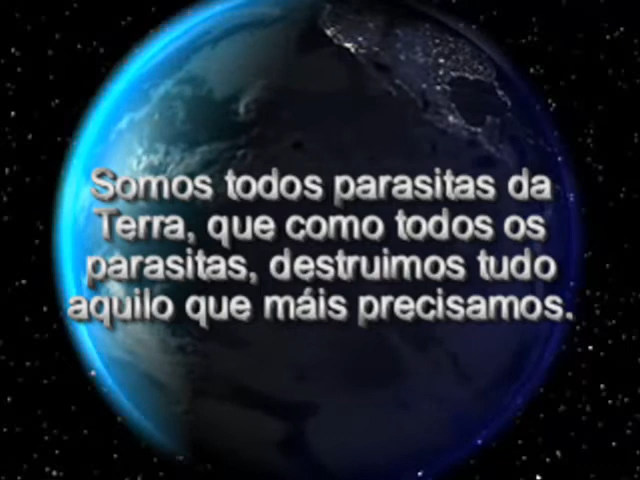 Somos todos parasitas da
Terra, que como todos os
parasitas, destruimos tudo
aquilo que máis precisamos.